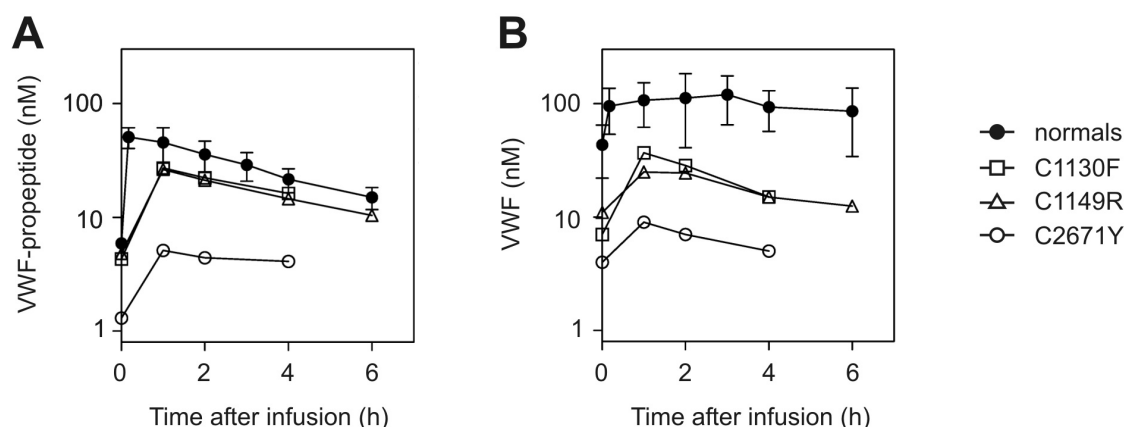 A
VWF-propeptide (nM)
100
10
1
0 2 4 6
Time after infusion (h)
B
VWF (nM)
100
10
1
0 2 4 6
Time after infusion (h)
normals
C1130F
C1149R
C2671Y